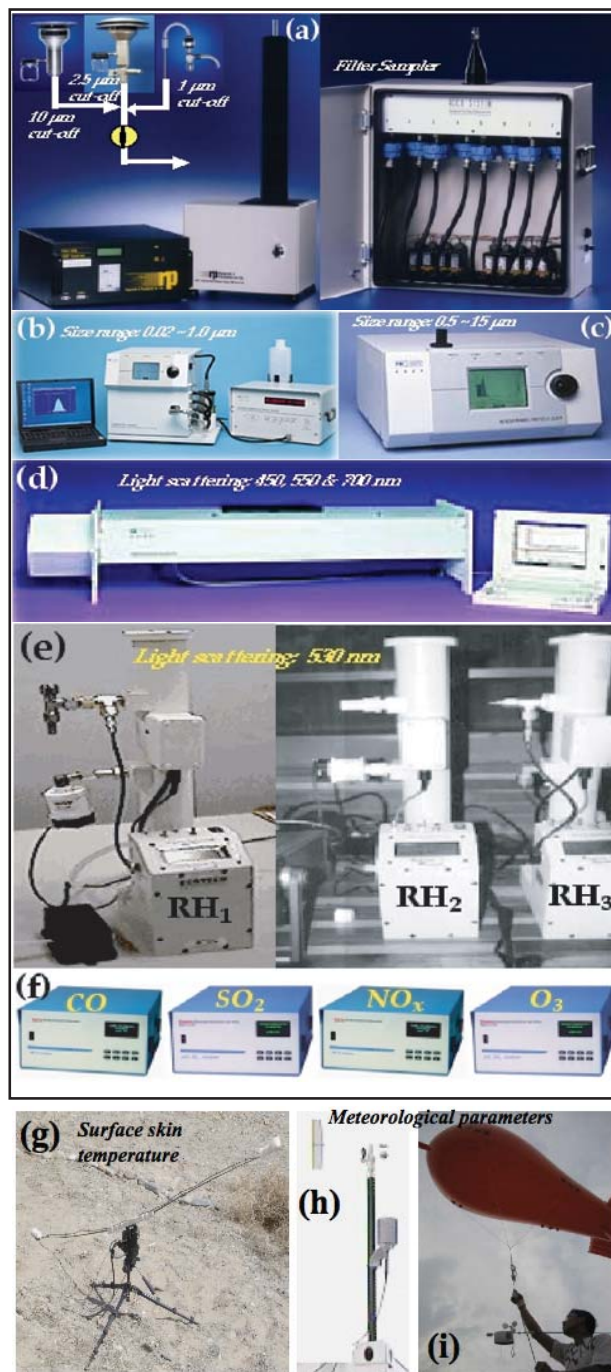 (a)
2.5 μm
cut-off
1 μm
cut-off
10 μm
cut-off
Filter Sampler
(b)
Size range: 0.02 ~ 1.0 μm
Size range: 0.5 ~ 15 μm
(c)
(d)
Light scattering: 450, 550 & 700 nm
(e)
Light scattering: 530 nm
RH₁
RH₂
RH₃
(f)
CO
SO₂
NOₓ
O₃
(g)
Surface skin
temperature
Meteorological parameters
(h)
(i)